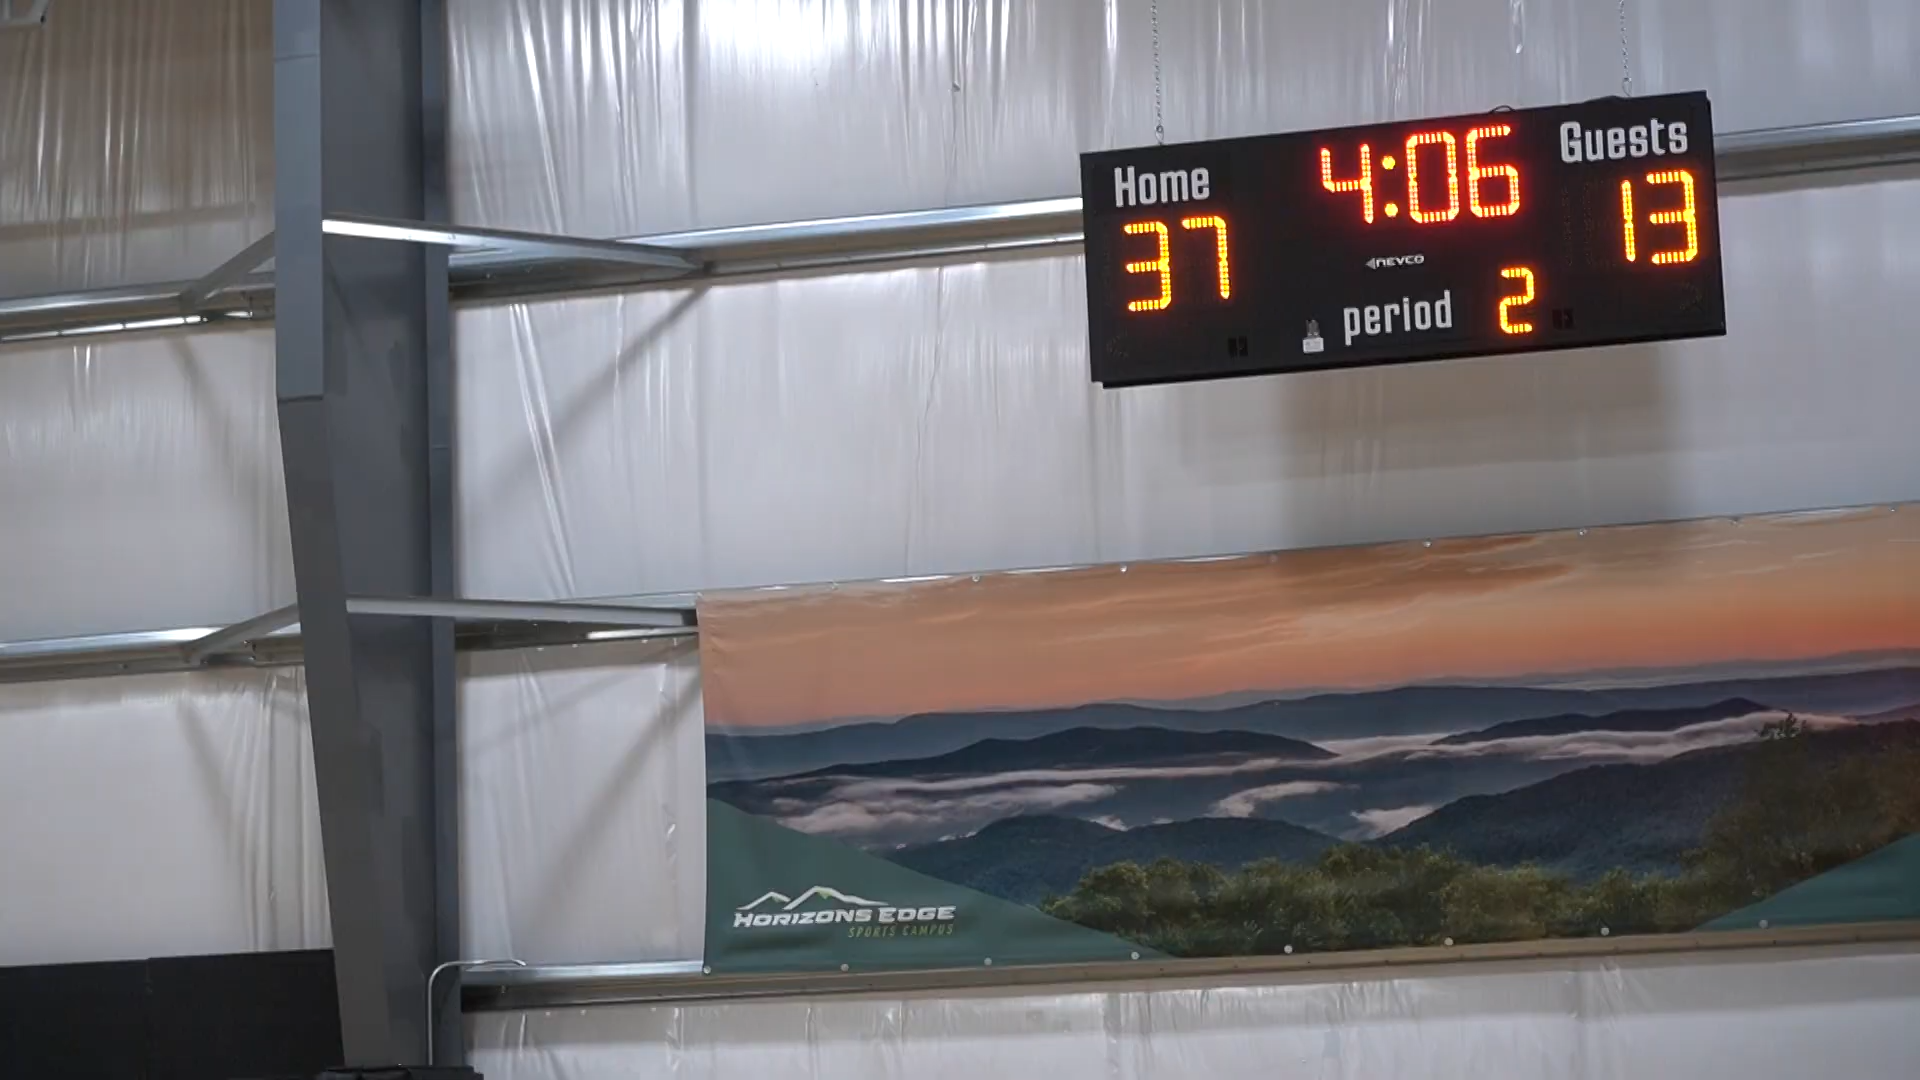 Home 4:06 Guests
37 13
NEVCO
period 2
HORIZONS EDGE
SPORTS CAMPUS